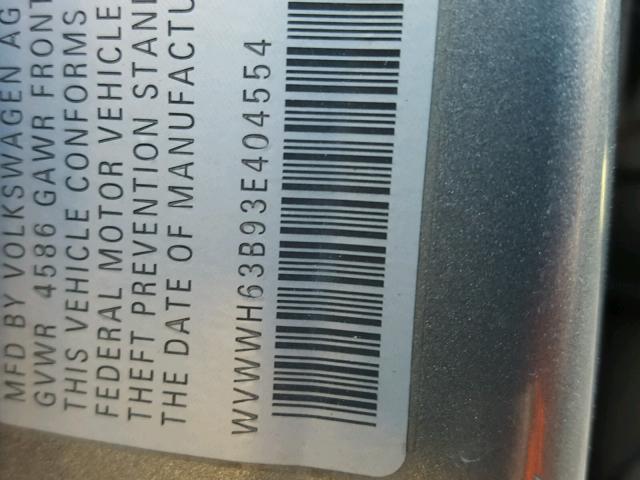 MFD BY VOLKSWAGEN AG
GVWR 4586 GAWR FRONT
THIS VEHICLE CONFORMS
FEDERAL MOTOR VEHICLE
THEFT PREVENTION STAN
THE DATE OF MANUFACTU
WVWWH63B93E404554